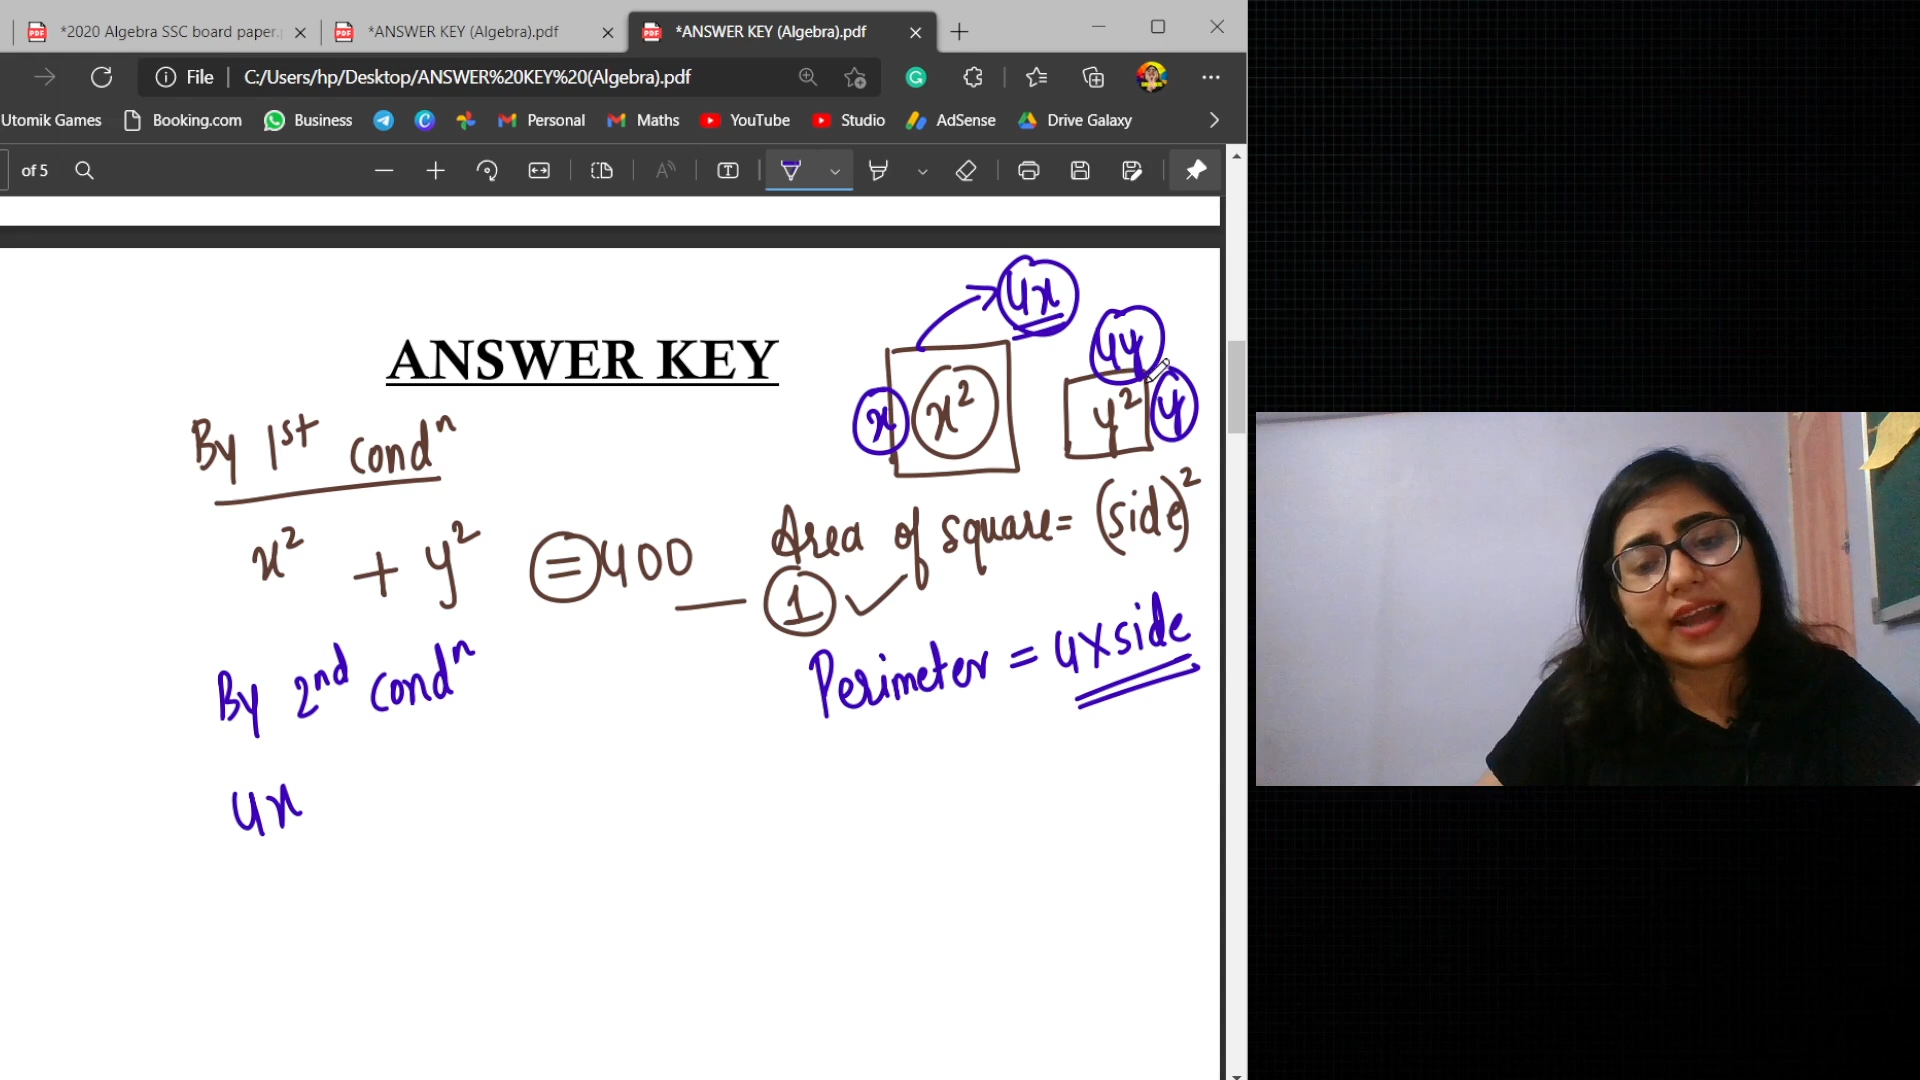 *2020 Algebra SSC board paper.p
*ANSWER KEY (Algebra).pdf
*ANSWER KEY (Algebra).pdf
File
C:/Users/hp/Desktop/ANSWER%20KEY%20(Algebra).pdf
Utomik Games
Booking.com
Business
Personal
Maths
YouTube
Studio
AdSense
Drive Galaxy
of 5
4x
4y
ANSWER KEY
x
x²
y²
y
By 1st condⁿ
Area of square = (side)²
x² + y² = 400 — 1 ✓
Perimeter = 4×side
By 2nd condⁿ
4x